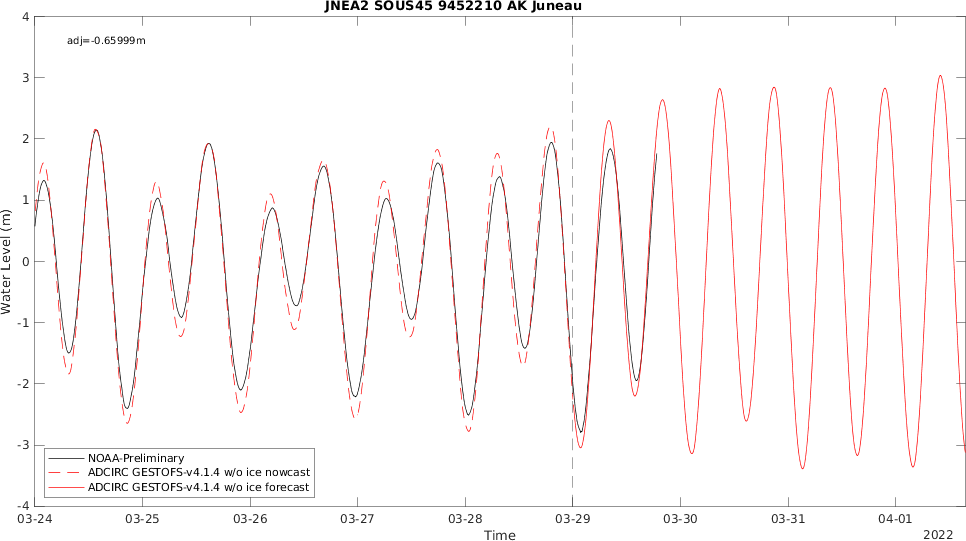 JNEA2 SOUS45 9452210 AK Juneau
adj=-0.65999m
4
3
2
1
0
-1
-2
-3
-4
Water Level (m)
NOAA-Preliminary
ADCIRC GESTOFS-v4.1.4 w/o ice nowcast
ADCIRC GESTOFS-v4.1.4 w/o ice forecast
03-24 03-25 03-26 03-27 03-28 03-29 03-30 03-31 04-01
Time
2022